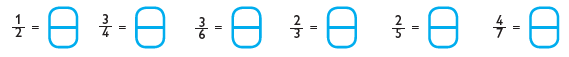 1/2 = 3/4 = 3/6 = 2/3 = 2/5 = 4/7 =